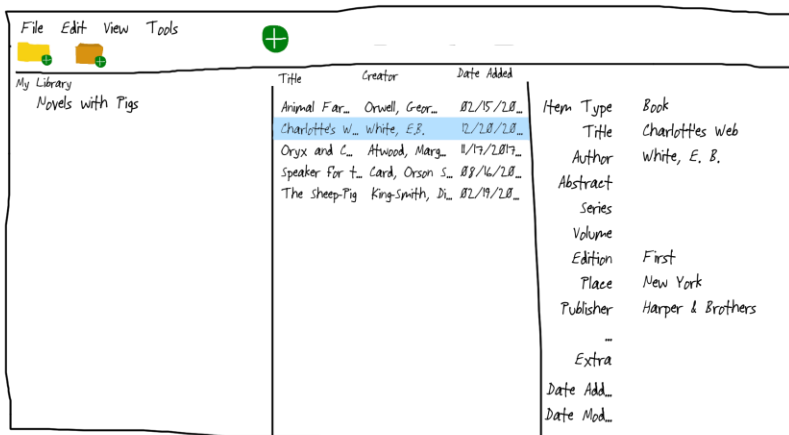 File Edit View Tools
My Library
Novels with Pigs
Title Creator Date Added
Animal Far... Orwell, Geor... 02/15/20...
Charlotte's W... White, E.B. 12/20/20...
Oryx and C... Atwood, Marg... 11/17/2017...
Speaker for t... Card, Orson S... 08/16/20...
The Sheep-Pig King-Smith, Di... 02/19/20...
Item Type Book
Title Charlotte's Web
Author White, E. B.
Abstract
Series
Volume
Edition First
Place New York
Publisher Harper & Brothers
...
Extra
Date Add...
Date Mod...